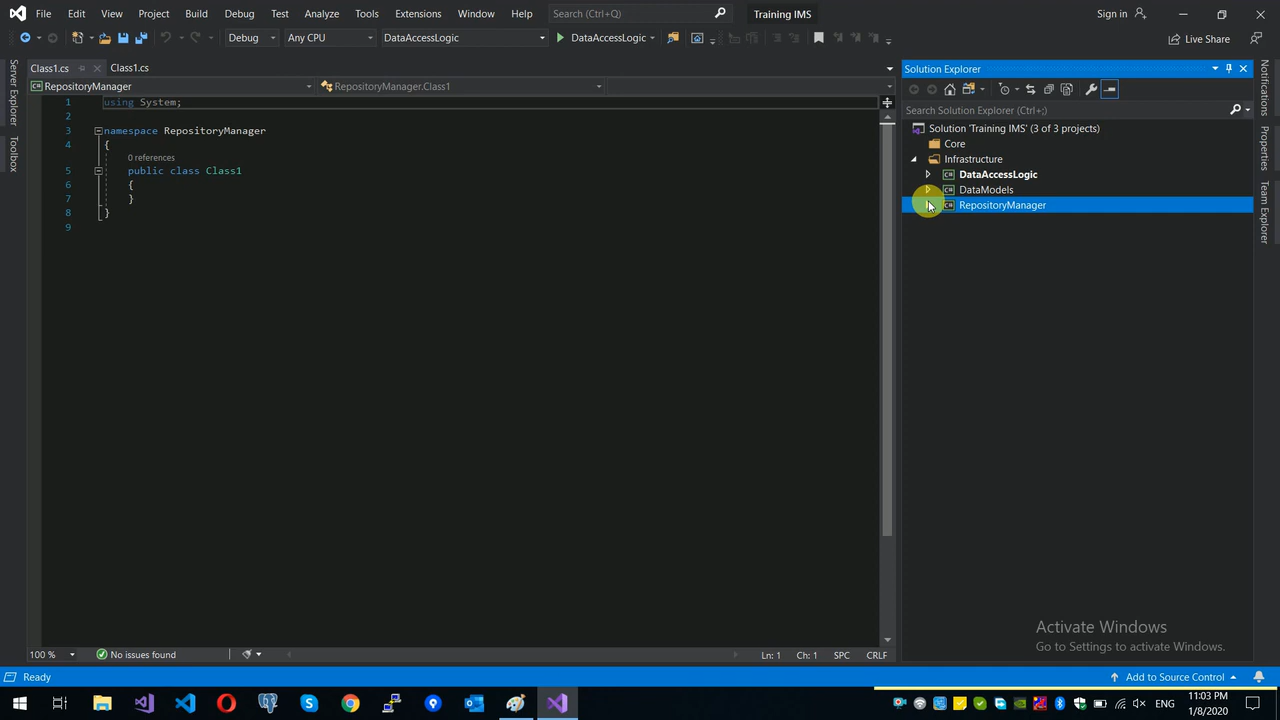 File Edit View Project Build Debug Test Analyze Tools Extensions Window Help Search (Ctrl+Q) Training IMS Sign in
Debug Any CPU DataAccessLogic DataAccessLogic Live Share
Server Explorer
Toolbox
Class1.cs Class1.cs
RepositoryManager RepositoryManager.Class1
1 using System;
2
3 namespace RepositoryManager
4 {
0 references
5 public class Class1
6 {
7 }
8 }
9
Solution Explorer
Search Solution Explorer (Ctrl+;)
Solution 'Training IMS' (3 of 3 projects)
Core
Infrastructure
DataAccessLogic
DataModels
RepositoryManager
Notifications
Properties
Team Explorer
Activate Windows
Go to Settings to activate Windows.
100 % No issues found Ln: 1 Ch: 1 SPC CRLF
Ready Add to Source Control
ENG 11:03 PM
1/8/2020